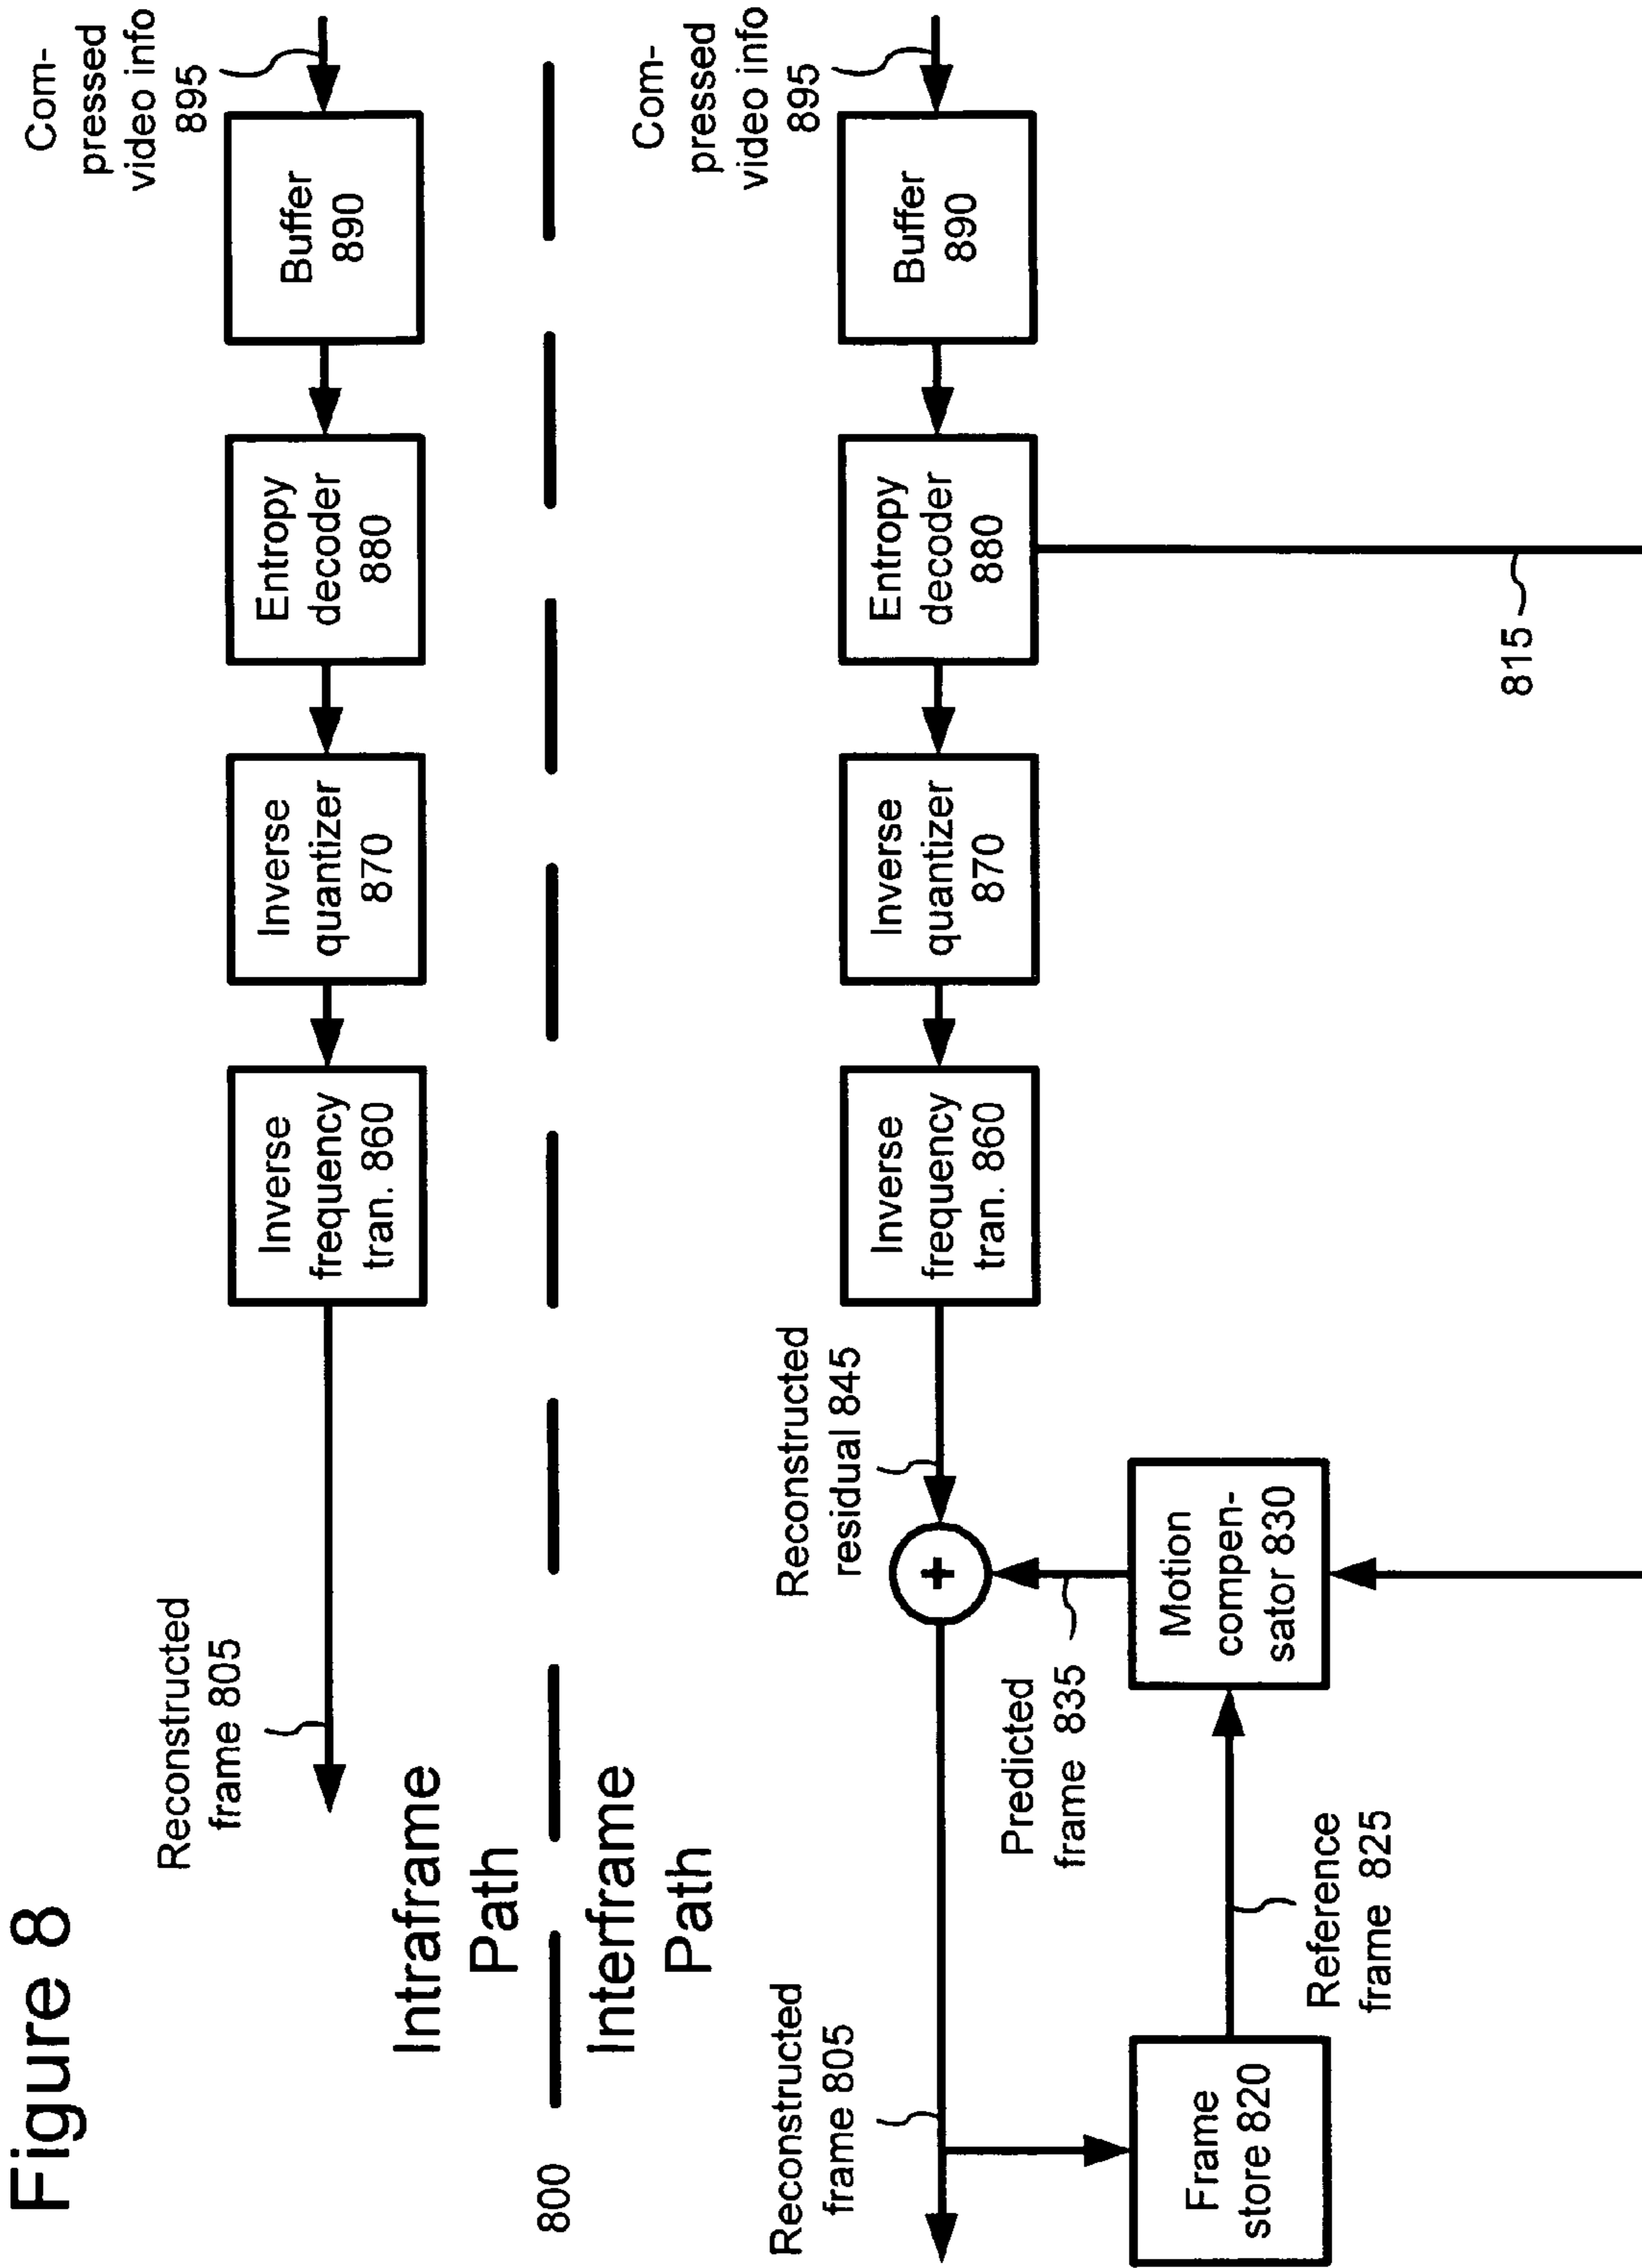 Figure 8
Reconstructed
frame 805
Inverse
frequency
tran. 860
Inverse
quantizer
870
Entropy
decoder
880
Buffer
890
Com-
pressed
video info
895
Intraframe
Path
800
Interframe
Path
Reconstructed
frame 805
Reconstructed
residual 845
Inverse
frequency
tran. 860
Inverse
quantizer
870
Entropy
decoder
880
Buffer
890
Com-
pressed
video info
895
+
Predicted
frame 835
Frame
store 820
Reference
frame 825
Motion
compen-
sator 830
815